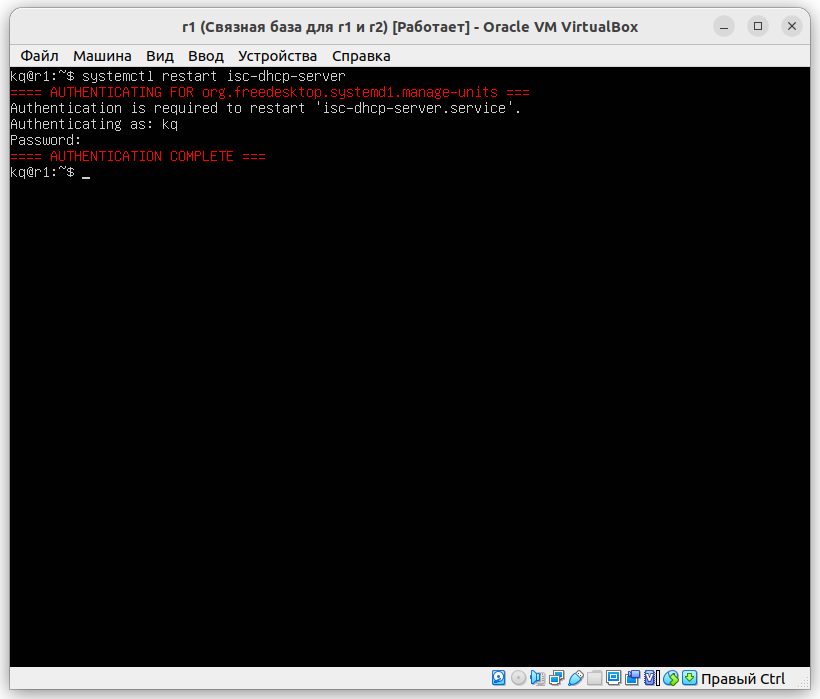 r1 (Связная база для r1 и r2) [Работает] - Oracle VM VirtualBox
Файл Машина Вид Ввод Устройства Справка
kq@r1:~$ systemctl restart isc-dhcp-server
==== AUTHENTICATING FOR org.freedesktop.systemd1.manage-units ===
Authentication is required to restart 'isc-dhcp-server.service'.
Authenticating as: kq
Password:
==== AUTHENTICATION COMPLETE ===
kq@r1:~$ _
Правый Ctrl